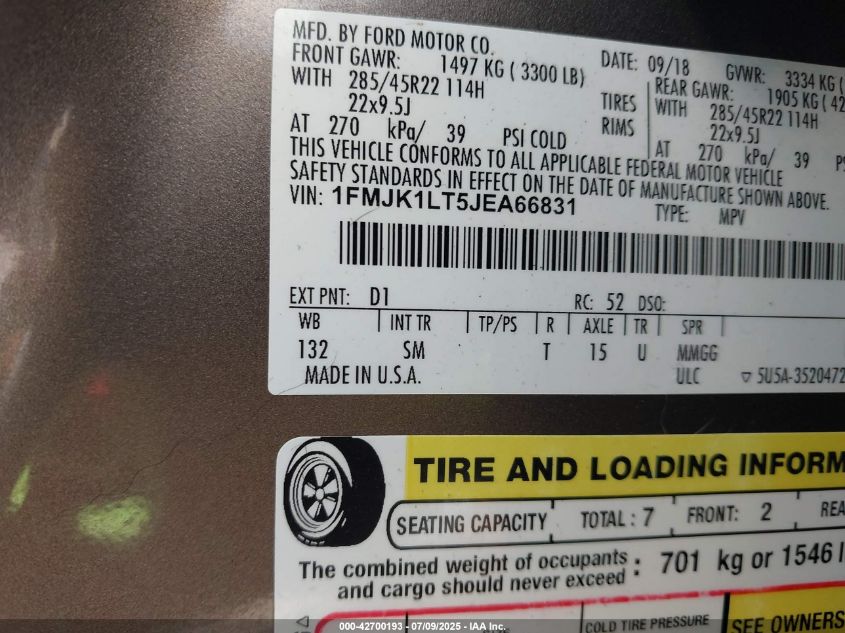 MFD. BY FORD MOTOR CO.
DATE: 09/18 GVWR: 3334 KG (
FRONT GAWR: 1497 KG ( 3300 LB) REAR GAWR: 1905 KG ( 42
WITH 285/45R22 114H TIRES WITH 285/45R22 114H
22x9.5J RIMS 22x9.5J
AT 270 kPa/ 39 PSI COLD AT 270 kPa/ 39 PS
THIS VEHICLE CONFORMS TO ALL APPLICABLE FEDERAL MOTOR VEHICLE
SAFETY STANDARDS IN EFFECT ON THE DATE OF MANUFACTURE SHOWN ABOVE.
VIN: 1FMJK1LT5JEA66831 TYPE: MPV
EXT PNT: D1 RC: 52 DSO:
WB INT TR TP/PS R AXLE TR SPR
132 SM T 15 U MMGG
MADE IN U.S.A. ULC ▽ 5U5A-3520472
TIRE AND LOADING INFORM
SEATING CAPACITY TOTAL : 7 FRONT: 2 REA
The combined weight of occupants and cargo should never exceed : 701 kg or 1546 l
COLD TIRE PRESSURE SEE OWNERS
000-42700193 - 07/09/2025 - IAA Inc.